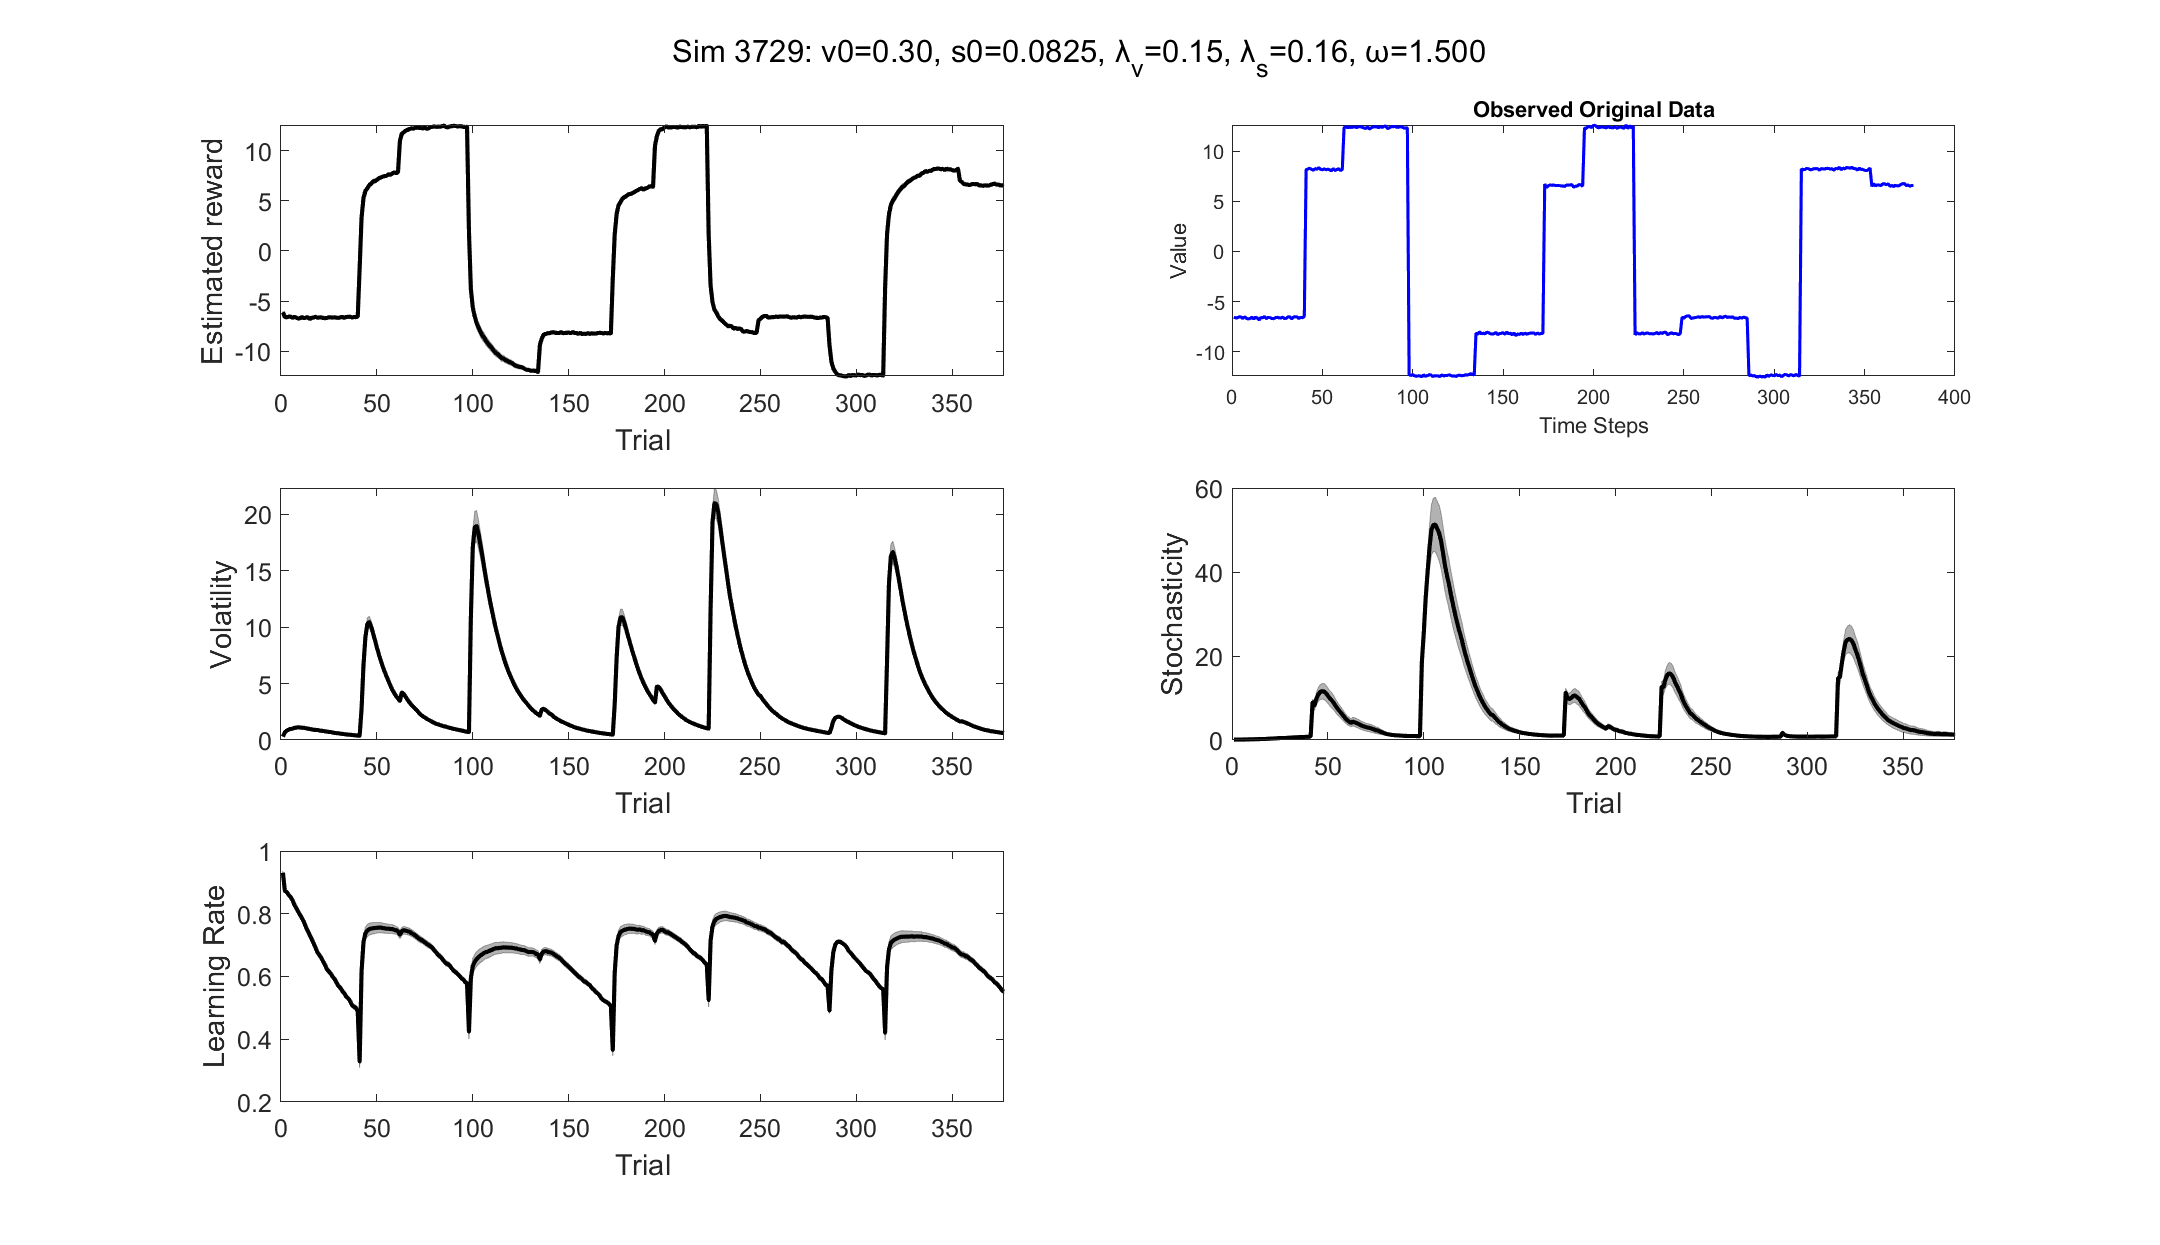 Sim 3729: v0=0.30, s0=0.0825, λ_v=0.15, λ_s=0.16, ω=1.500
Estimated reward
10
5
0
-5
-10
0 50 100 150 200 250 300 350
Trial
Observed Original Data
Value
10
5
0
-5
-10
0 50 100 150 200 250 300 350 400
Time Steps
Volatility
20
15
10
5
0
0 50 100 150 200 250 300 350
Trial
Stochasticity
60
40
20
0
0 50 100 150 200 250 300 350
Trial
Learning Rate
1
0.8
0.6
0.4
0.2
0 50 100 150 200 250 300 350
Trial